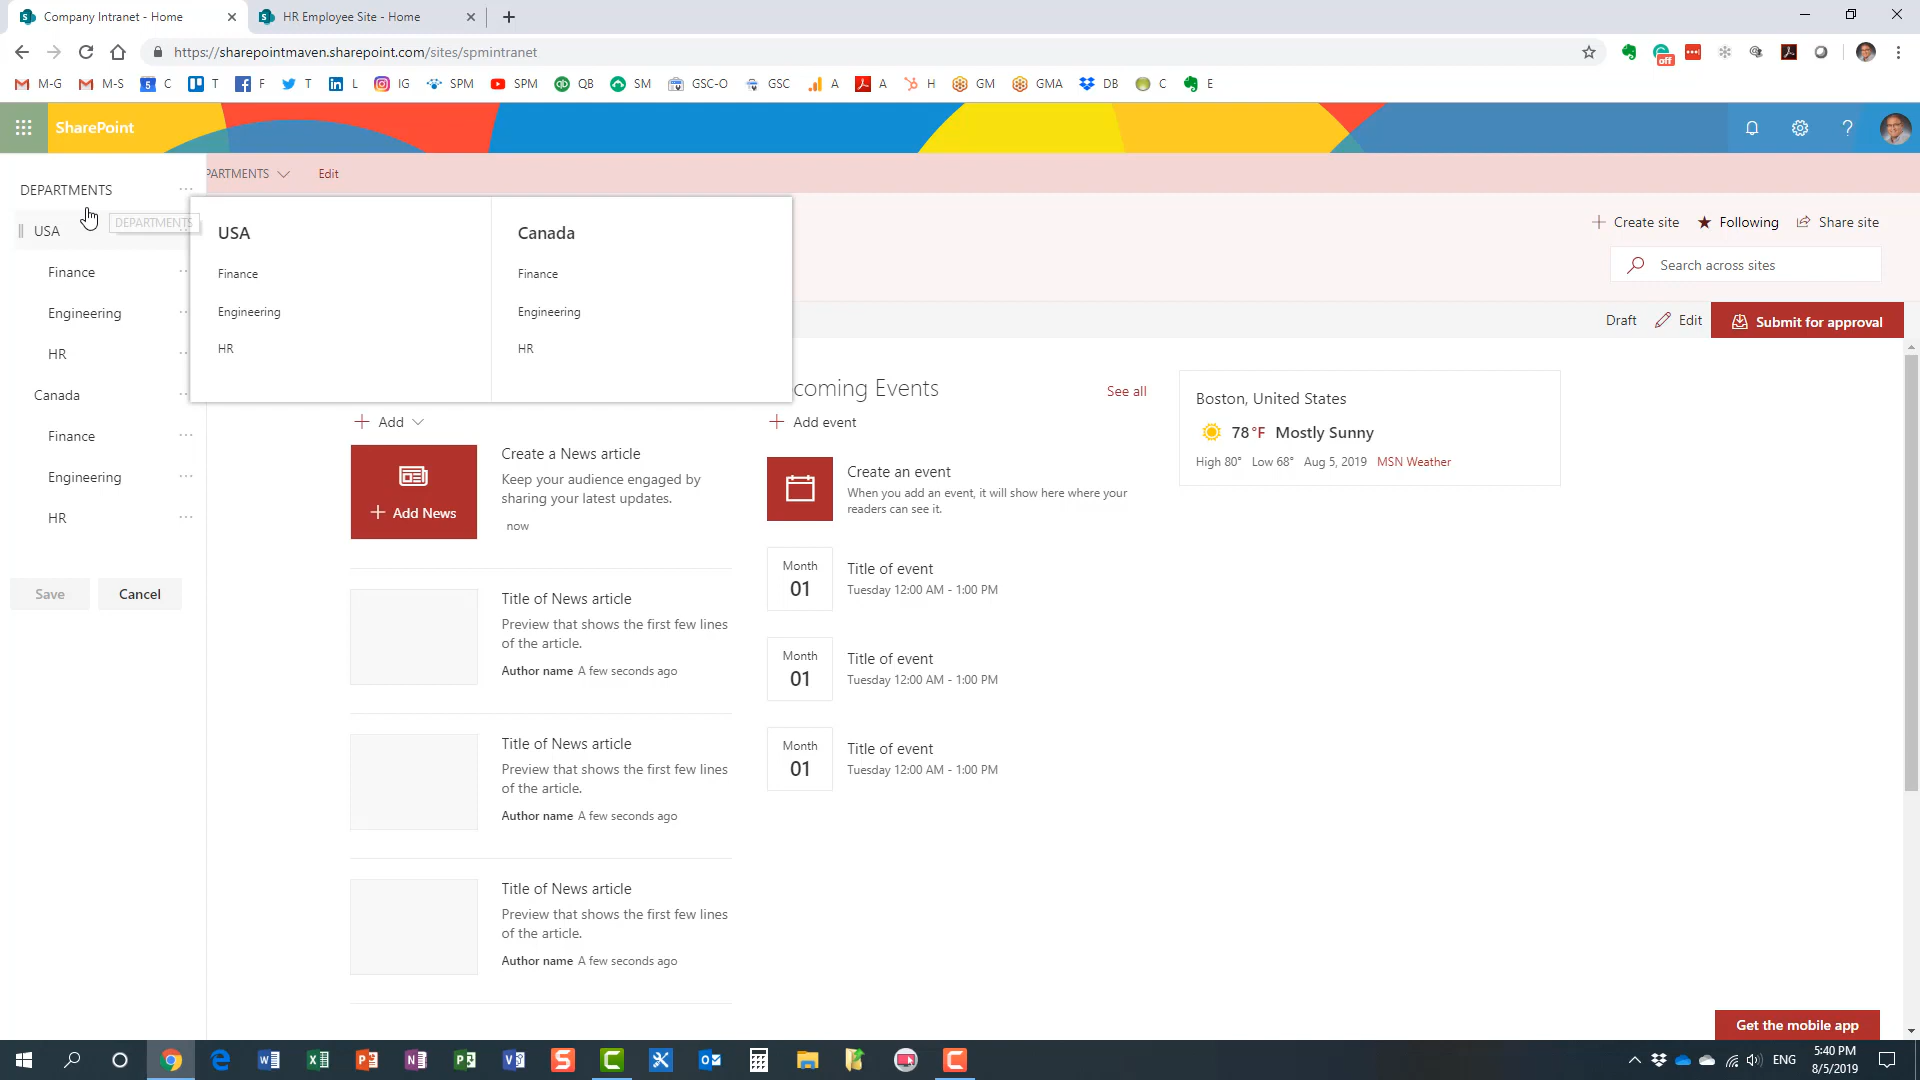 Company Intranet - Home
HR Employee Site - Home
https://sharepointmaven.sharepoint.com/sites/spmintranet
off
M-G
M-S
5 C
T
F
T
L
IG
SPM
SPM
QB
SM
GSC-O
GSC
A
A
H
GM
GMA
DB
C
E
SharePoint
PARTMENTS
Edit
DEPARTMENTS
DEPARTMENTS
USA
Finance
Engineering
HR
Canada
Finance
Engineering
HR
Save
Cancel
USA
Finance
Engineering
HR
Canada
Finance
Engineering
HR
Create site
Following
Share site
Search across sites
Draft
Edit
Submit for approval
Add
Add News
Create a News article
Keep your audience engaged by
sharing your latest updates.
now
Title of News article
Preview that shows the first few lines
of the article.
Author name A few seconds ago
Title of News article
Preview that shows the first few lines
of the article.
Author name A few seconds ago
Title of News article
Preview that shows the first few lines
of the article.
Author name A few seconds ago
coming Events
See all
Add event
Create an event
When you add an event, it will show here where your
readers can see it.
Month
01
Title of event
Tuesday 12:00 AM - 1:00 PM
Month
01
Title of event
Tuesday 12:00 AM - 1:00 PM
Month
01
Title of event
Tuesday 12:00 AM - 1:00 PM
Boston, United States
78°F Mostly Sunny
High 80° Low 68° Aug 5, 2019 MSN Weather
Get the mobile app
ENG
5:40 PM
8/5/2019